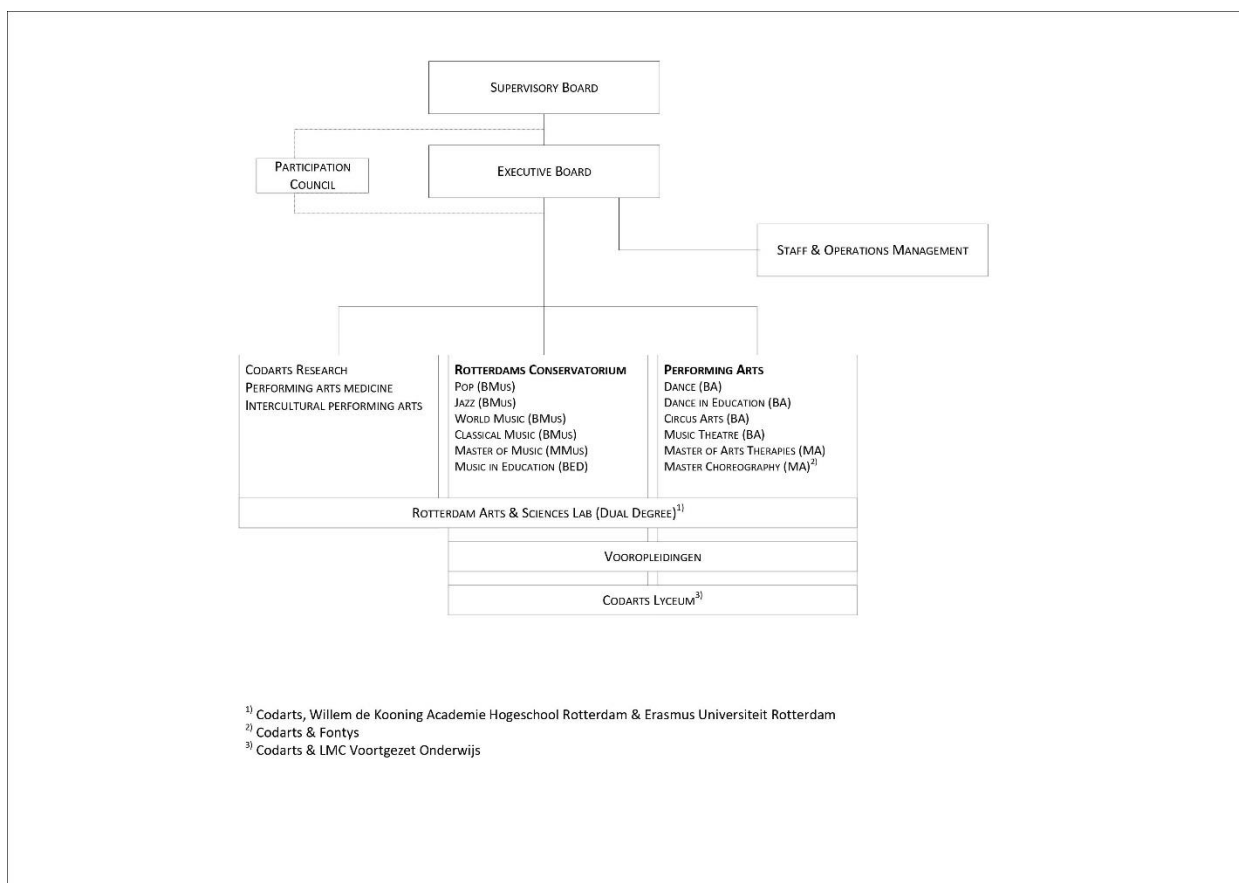 SUPERVISORY BOARD
PARTICIPATION
COUNCIL
EXECUTIVE BOARD
STAFF & OPERATIONS MANAGEMENT
CODARTS RESEARCH
PERFORMING ARTS MEDICINE
INTERCULTURAL PERFORMING ARTS
ROTTERDAMS CONSERVATORIUM
POP (BMUS)
JAZZ (BMUS)
WORLD MUSIC (BMUS)
CLASSICAL MUSIC (BMUS)
MASTER OF MUSIC (MMUS)
MUSIC IN EDUCATION (BED)
PERFORMING ARTS
DANCE (BA)
DANCE IN EDUCATION (BA)
CIRCUS ARTS (BA)
MUSIC THEATRE (BA)
MASTER OF ARTS THERAPIES (MA)
MASTER CHOREOGRAPHY (MA)2)
ROTTERDAM ARTS & SCIENCES LAB (DUAL DEGREE)1)
VOOROPLEIDINGEN
CODARTS LYCEUM3)
1) Codarts, Willem de Kooning Academie Hogeschool Rotterdam & Erasmus Universiteit Rotterdam
2) Codarts & Fontys
3) Codarts & LMC Voortgezet Onderwijs